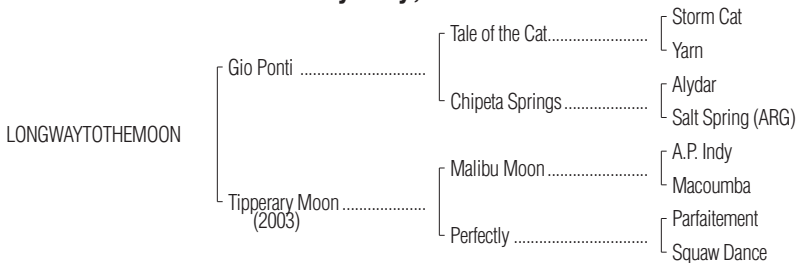 LONGWAYTOTHEMOON
Gio Ponti ..............................
Tipperary Moon ....................
(2003)
Tale of the Cat........................
Chipeta Springs ....................
Malibu Moon ........................
Perfectly ................................
Storm Cat
Yarn
Alydar
Salt Spring (ARG)
A.P. Indy
Macoumba
Parfaitement
Squaw Dance